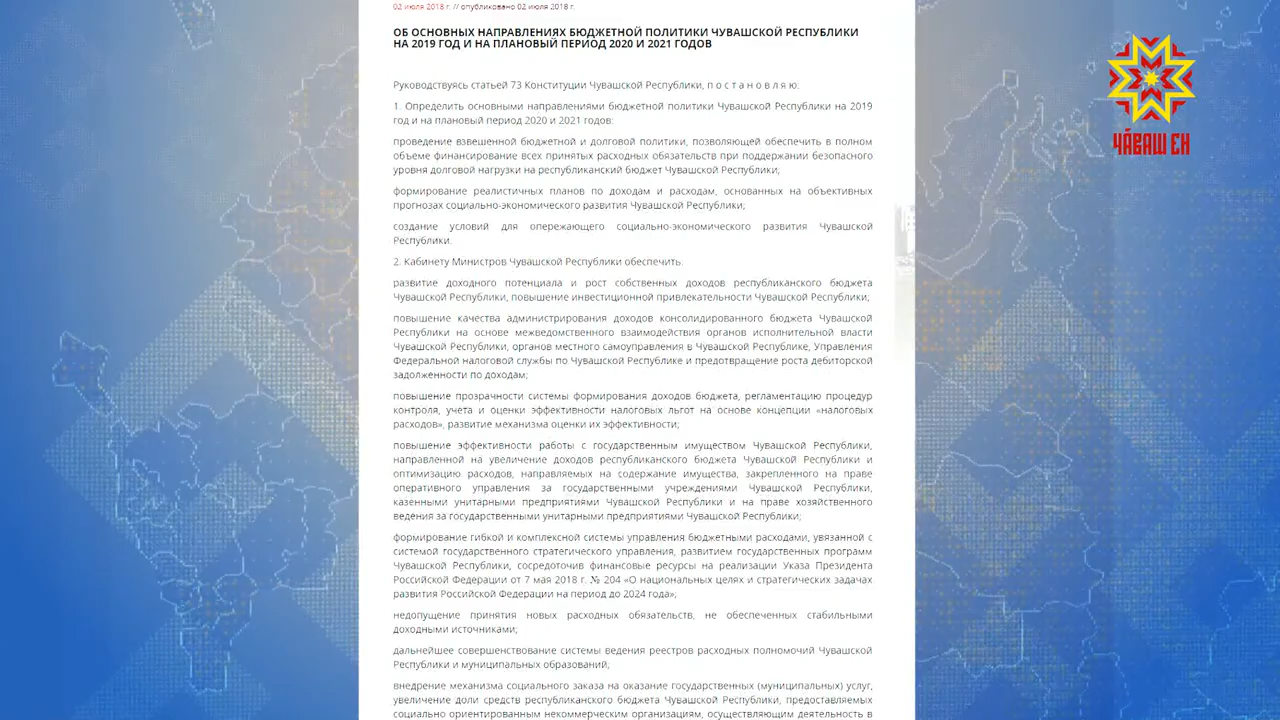 02 июля 2018 г. // опубликовано 02 июля 2018 г.
ОБ ОСНОВНЫХ НАПРАВЛЕНИЯХ БЮДЖЕТНОЙ ПОЛИТИКИ ЧУВАШСКОЙ РЕСПУБЛИКИ
НА 2019 ГОД И НА ПЛАНОВЫЙ ПЕРИОД 2020 И 2021 ГОДОВ
Руководствуясь статьей 73 Конституции Чувашской Республики, п о с т а н о в л я ю:
1. Определить основными направлениями бюджетной политики Чувашской Республики на 2019
год и на плановый период 2020 и 2021 годов:
проведение взвешенной бюджетной и долговой политики, позволяющей обеспечить в полном
объеме финансирование всех принятых расходных обязательств при поддержании безопасного
уровня долговой нагрузки на республиканский бюджет Чувашской Республики;
формирование реалистичных планов по доходам и расходам, основанных на объективных
прогнозах социально-экономического развития Чувашской Республики;
создание условий для опережающего социально-экономического развития Чувашской
Республики.
2. Кабинету Министров Чувашской Республики обеспечить:
развитие доходного потенциала и рост собственных доходов республиканского бюджета
Чувашской Республики, повышение инвестиционной привлекательности Чувашской Республики;
повышение качества администрирования доходов консолидированного бюджета Чувашской
Республики на основе межведомственного взаимодействия органов исполнительной власти
Чувашской Республики, органов местного самоуправления в Чувашской Республике, Управления
Федеральной налоговой службы по Чувашской Республике и предотвращение роста дебиторской
задолженности по доходам;
повышение прозрачности системы формирования доходов бюджета, регламентацию процедур
контроля, учета и оценки эффективности налоговых льгот на основе концепции «налоговых
расходов», развитие механизма оценки их эффективности;
повышение эффективности работы с государственным имуществом Чувашской Республики,
направленной на увеличение доходов республиканского бюджета Чувашской Республики и
оптимизацию расходов, направляемых на содержание имущества, закрепленного на праве
оперативного управления за государственными учреждениями Чувашской Республики,
казенными унитарными предприятиями Чувашской Республики и на праве хозяйственного
ведения за государственными унитарными предприятиями Чувашской Республики;
формирование гибкой и комплексной системы управления бюджетными расходами, увязанной с
системой государственного стратегического управления, развитием государственных программ
Чувашской Республики, сосредоточив финансовые ресурсы на реализации Указа Президента
Российской Федерации от 7 мая 2018 г. № 204 «О национальных целях и стратегических задачах
развития Российской Федерации на период до 2024 года»;
недопущение принятия новых расходных обязательств, не обеспеченных стабильными
доходными источниками;
дальнейшее совершенствование системы ведения реестров расходных полномочий Чувашской
Республики и муниципальных образований;
внедрение механизма социального заказа на оказание государственных (муниципальных) услуг,
увеличение доли средств республиканского бюджета Чувашской Республики, предоставляемых
социально ориентированным некоммерческим организациям, осуществляющим деятельность в
ЧӐВАШ ЕН